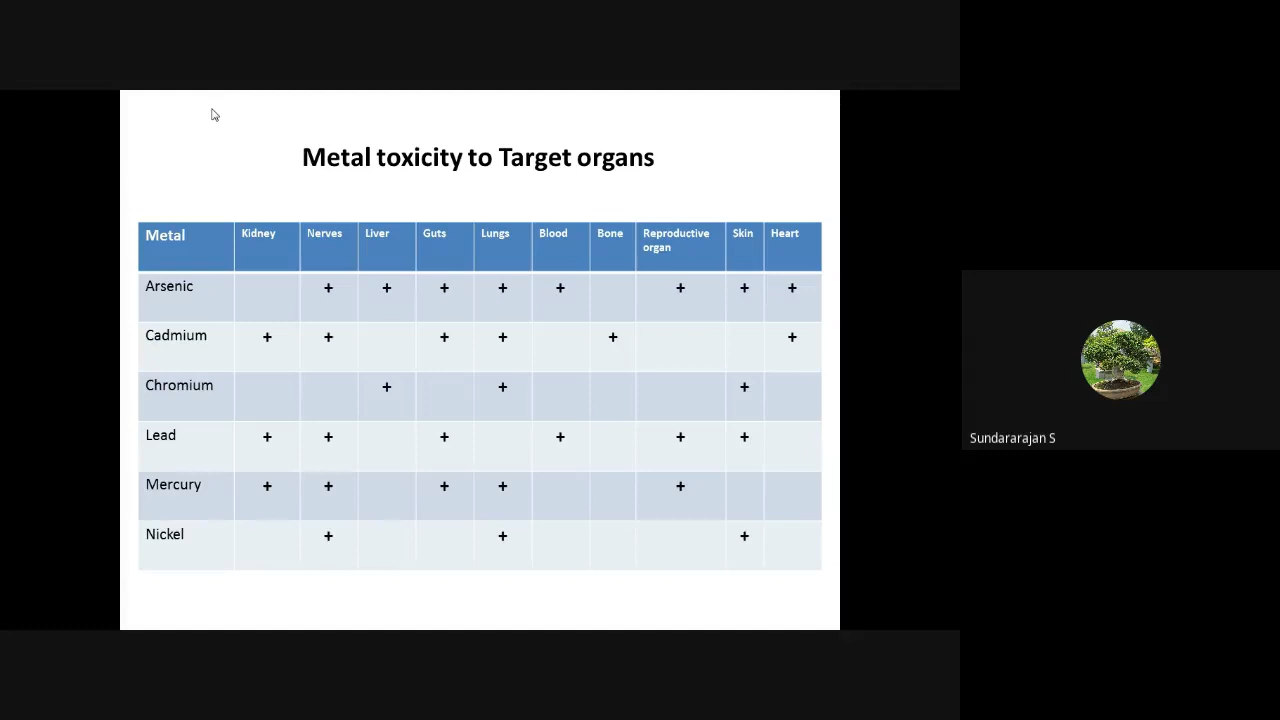 Metal toxicity to Target organs
Metal Kidney Nerves Liver Guts Lungs Blood Bone Reproductive organ Skin Heart
Arsenic + + + + + + + +
Cadmium + + + + + +
Chromium + + +
Lead + + + + + +
Mercury + + + + +
Nickel + + +
Sundararajan S